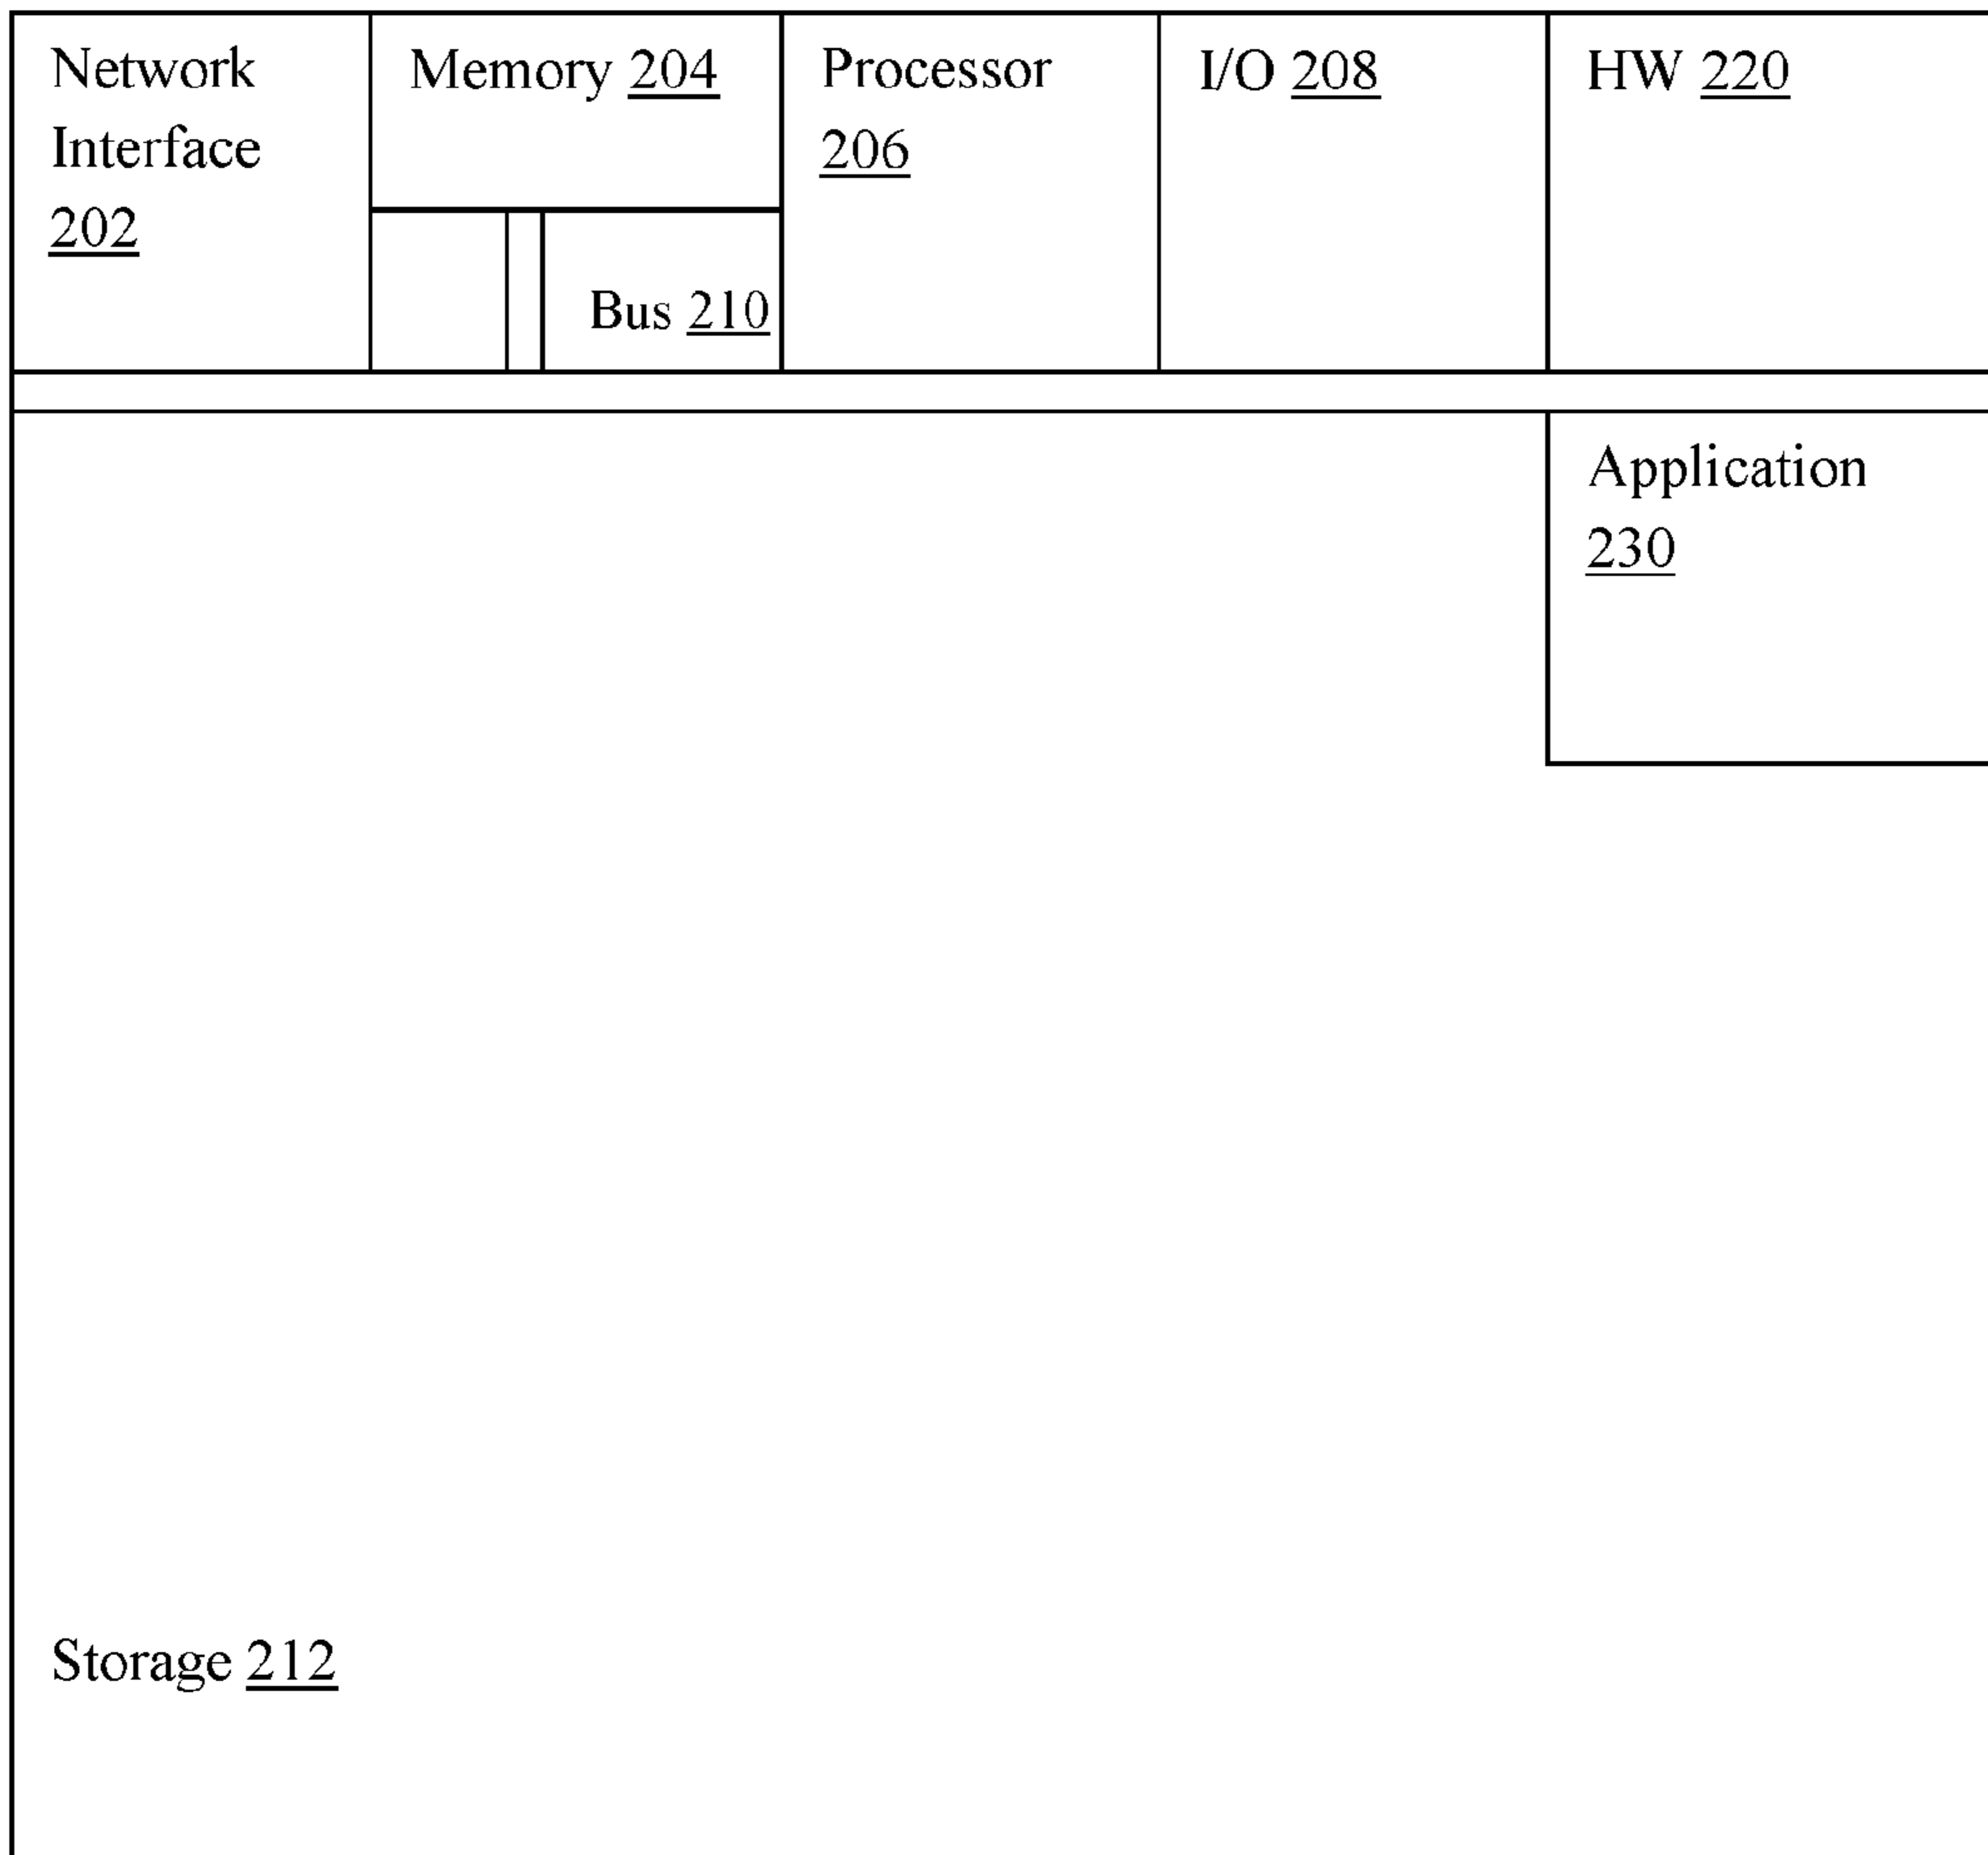 Network
Interface
202
Memory 204
Processor
206
I/O 208
HW 220
Bus 210
Application
230
Storage 212